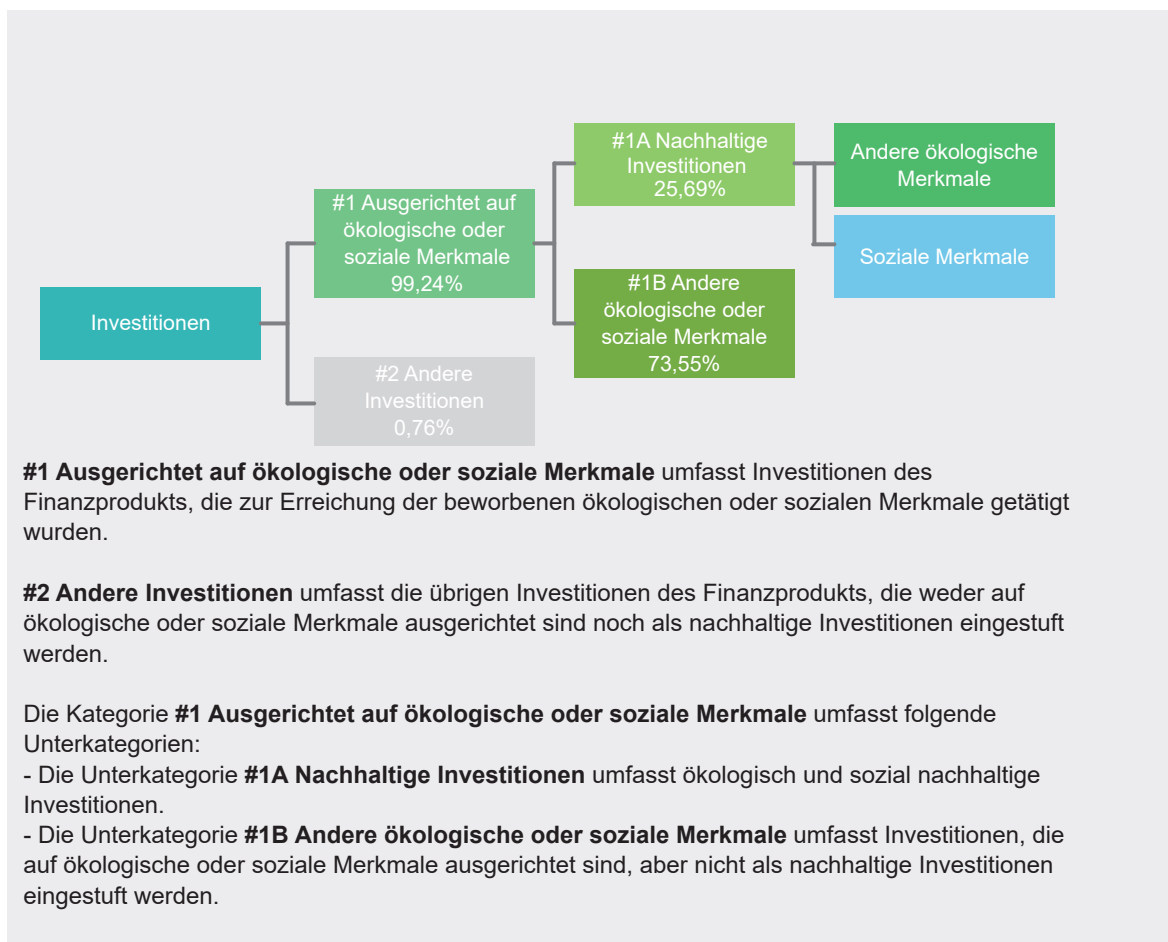 #1A Nachhaltige
Investitionen
25,69%
Andere ökologische
Merkmale
#1 Ausgerichtet auf
ökologische oder
soziale Merkmale
99,24%
Soziale Merkmale
Investitionen
#1B Andere
ökologische oder
soziale Merkmale
73,55%
#2 Andere
Investitionen
0,76%
#1 Ausgerichtet auf ökologische oder soziale Merkmale umfasst Investitionen des
Finanzprodukts, die zur Erreichung der beworbenen ökologischen oder sozialen Merkmale getätigt
wurden.
#2 Andere Investitionen umfasst die übrigen Investitionen des Finanzprodukts, die weder auf
ökologische oder soziale Merkmale ausgerichtet sind noch als nachhaltige Investitionen eingestuft
werden.
Die Kategorie #1 Ausgerichtet auf ökologische oder soziale Merkmale umfasst folgende
Unterkategorien:
- Die Unterkategorie #1A Nachhaltige Investitionen umfasst ökologisch und sozial nachhaltige
Investitionen.
- Die Unterkategorie #1B Andere ökologische oder soziale Merkmale umfasst Investitionen, die
auf ökologische oder soziale Merkmale ausgerichtet sind, aber nicht als nachhaltige Investitionen
eingestuft werden.